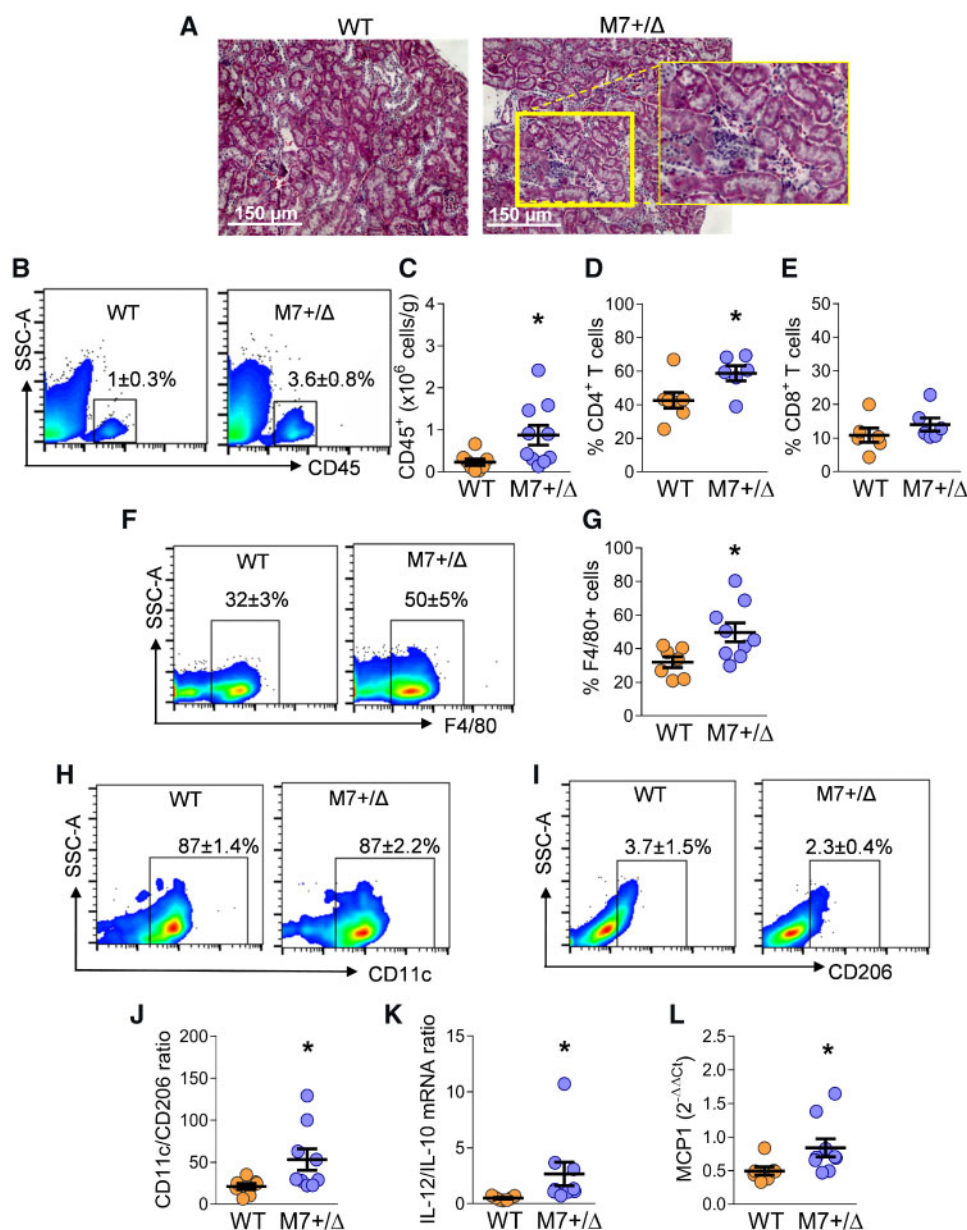 A
WT
M7+/Δ
150 µm
150 µm
B
SSC-A
WT
1±0.3%
M7+/Δ
3.6±0.8%
CD45
C
CD45⁺ (x10⁶ cells/g)
4
3
2
1
0
*
WT
M7+/Δ
D
% CD4⁺ T cells
100
80
60
40
20
0
*
WT
M7+/Δ
E
% CD8⁺ T cells
50
40
30
20
10
0
WT
M7+/Δ
F
SSC-A
WT
32±3%
M7+/Δ
50±5%
F4/80
G
% F4/80+ cells
100
80
60
40
20
0
*
WT
M7+/Δ
H
SSC-A
WT
87±1.4%
M7+/Δ
87±2.2%
CD11c
I
SSC-A
WT
3.7±1.5%
M7+/Δ
2.3±0.4%
CD206
J
CD11c/CD206 ratio
200
150
100
50
0
*
WT
M7+/Δ
K
IL-12/IL-10 mRNA ratio
15
10
5
0
*
WT
M7+/Δ
L
MCP1 (2⁻ΔΔCt)
2.5
2.0
1.5
1.0
0.5
0.0
*
WT
M7+/Δ